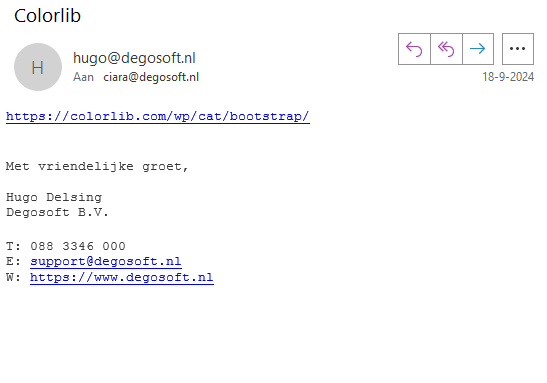 Colorlib
H
hugo@degosoft.nl
Aan ciara@degosoft.nl
18-9-2024
https://colorlib.com/wp/cat/bootstrap/
Met vriendelijke groet,
Hugo Delsing
Degosoft B.V.
T: 088 3346 000
E: support@degosoft.nl
W: https://www.degosoft.nl